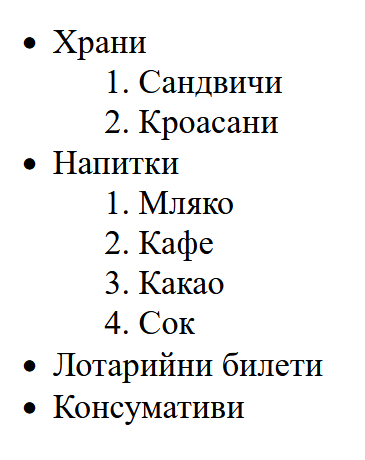 • Храни
1. Сандвичи
2. Кроасани
• Напитки
1. Мляко
2. Кафе
3. Какао
4. Сок
• Лотарийни билети
• Консумативи